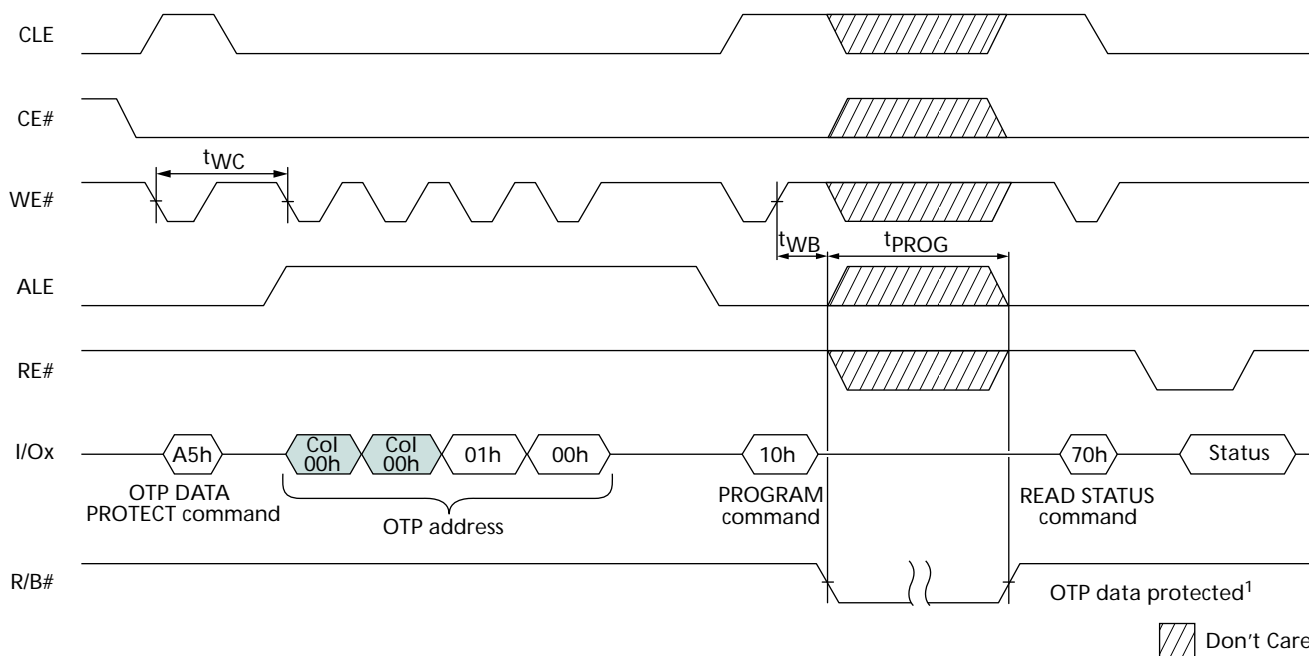 CLE
CE#
tWC
WE#
tWB
tPROG
ALE
RE#
I/Ox
A5h
Col
00h
Col
00h
01h
00h
10h
70h
Status
OTP DATA
PROTECT command
OTP address
PROGRAM
command
READ STATUS
command
R/B#
OTP data protected1
Don't Care